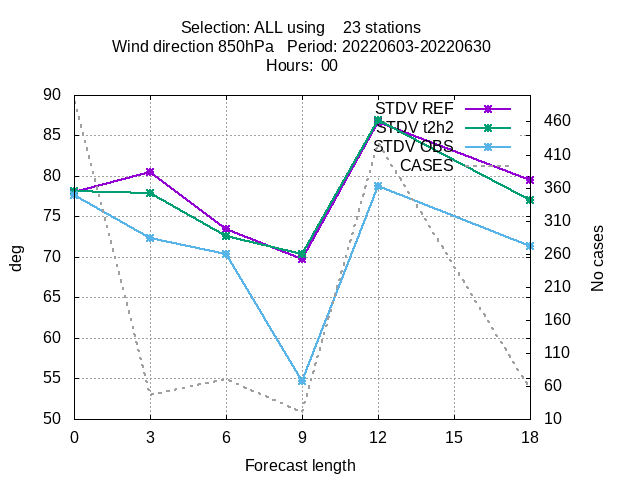 Selection: ALL using    23 stations
Wind direction 850hPa   Period: 20220603-20220630
Hours:  00
STDV REF
STDV t2h2
STDV OBS
CASES
90
85
80
75
70
65
60
55
50
deg
460
410
360
310
260
210
160
110
60
10
No cases
0 3 6 9 12 15 18
Forecast length